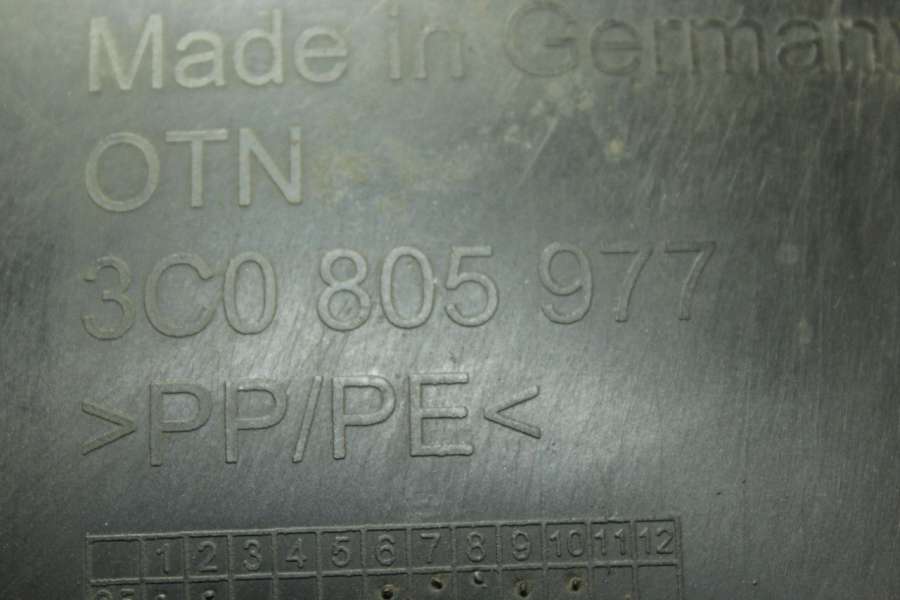 Made in Germany
OTN
3C0 805 977
>PP/PE<
1 2 3 4 5 6 7 8 9 10 11 12